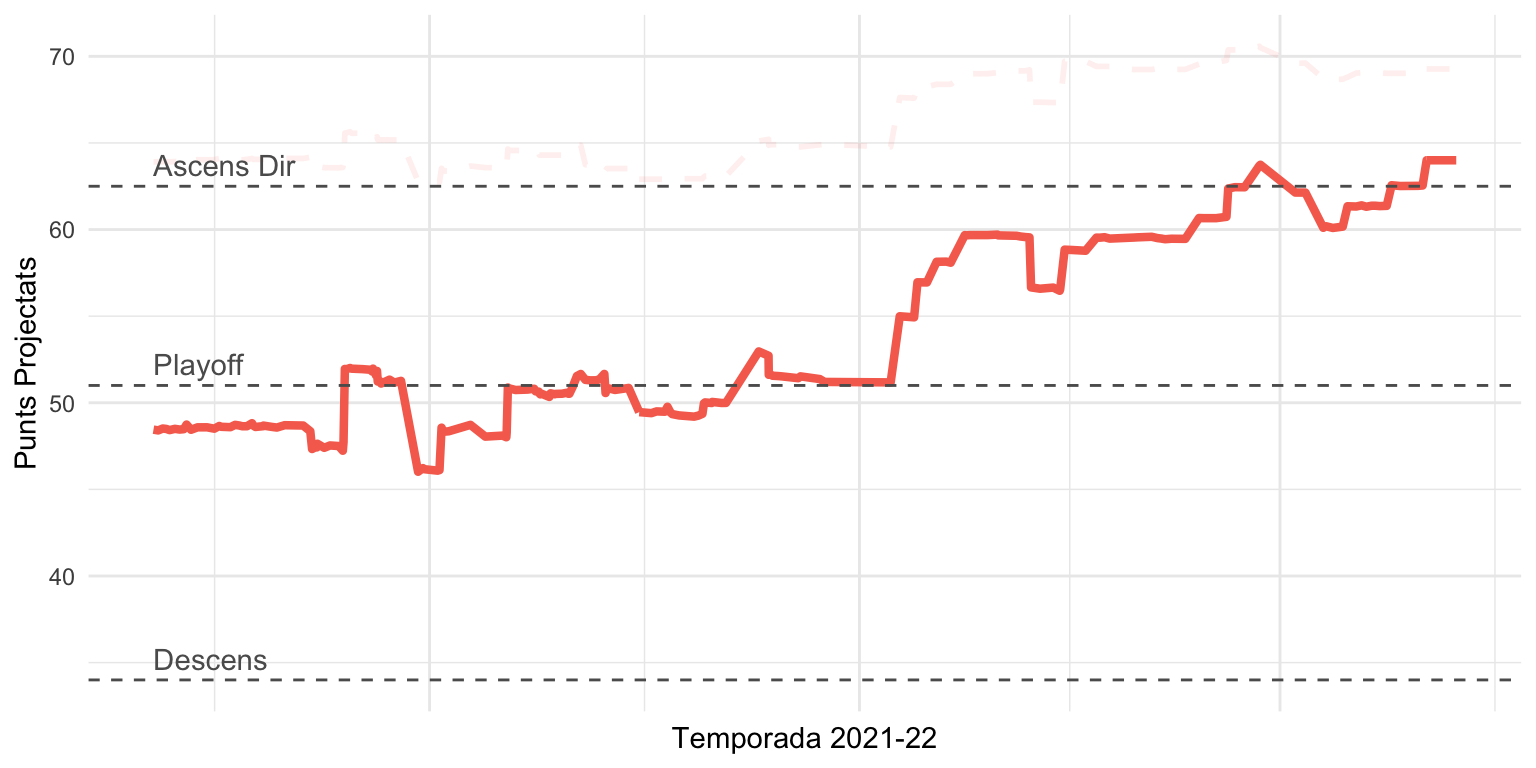 70
Ascens Dir
60
Playoff
50
40
Descens
Punts Projectats
Temporada 2021-22